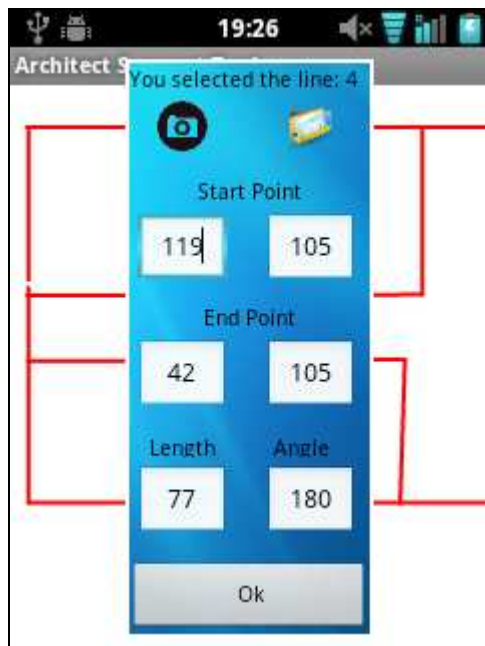 19:26
Architect S
You selected the line: 4
Start Point
119 105
End Point
42 105
Length Angle
77 180
Ok